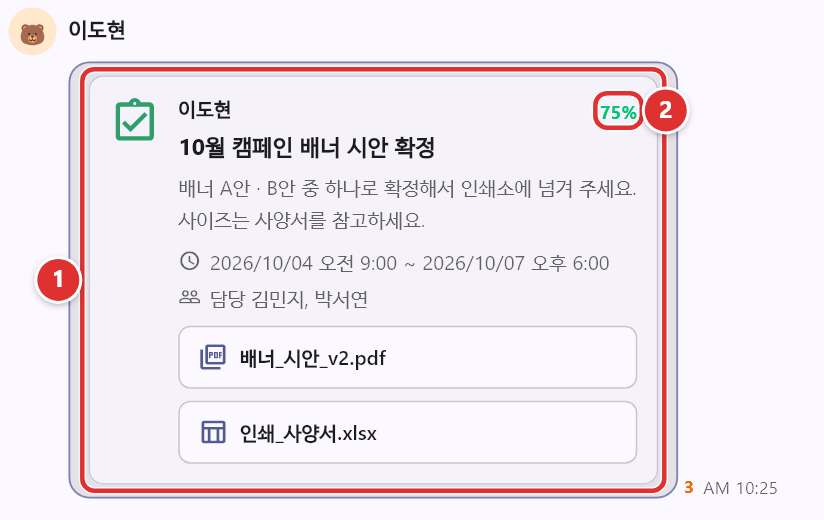 이도현
이도현
75%
2
10월 캠페인 배너 시안 확정
배너 A안 · B안 중 하나로 확정해서 인쇄소에 넘겨 주세요.
사이즈는 사양서를 참고하세요.
1
2026/10/04 오전 9:00 ~ 2026/10/07 오후 6:00
담당 김민지, 박서연
PDF
배너_시안_v2.pdf
인쇄_사양서.xlsx
3 AM 10:25